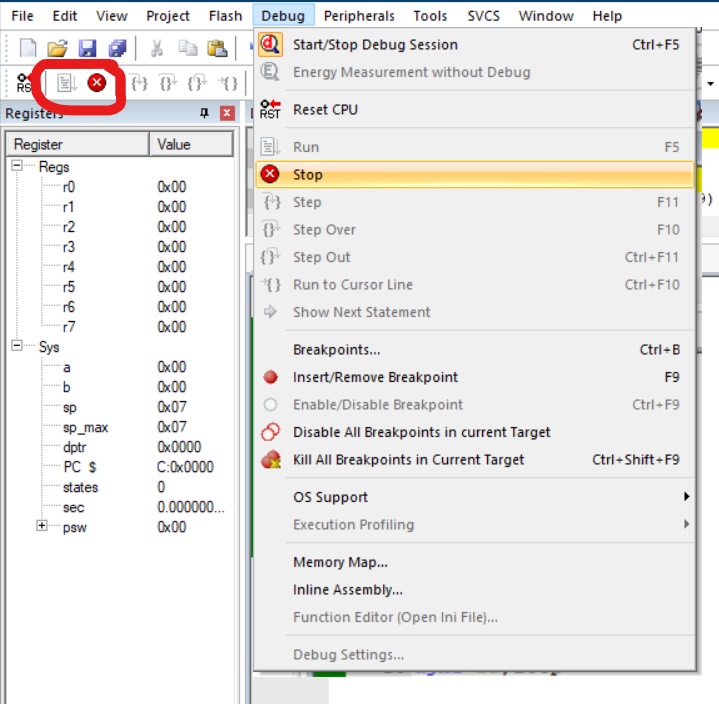 File Edit View Project Flash Debug Peripherals Tools SVCS Window Help
Start/Stop Debug Session Ctrl+F5
Energy Measurement without Debug
RST Reset CPU
Run F5
Stop
Step F11
Step Over F10
Step Out Ctrl+F11
Run to Cursor Line Ctrl+F10
Show Next Statement
Breakpoints... Ctrl+B
Insert/Remove Breakpoint F9
Enable/Disable Breakpoint Ctrl+F9
Disable All Breakpoints in current Target
Kill All Breakpoints in Current Target Ctrl+Shift+F9
OS Support
Execution Profiling
Memory Map...
Inline Assembly...
Function Editor (Open Ini File)...
Debug Settings...
Registers
Register Value
Regs
r0 0x00
r1 0x00
r2 0x00
r3 0x00
r4 0x00
r5 0x00
r6 0x00
r7 0x00
Sys
a 0x00
b 0x00
sp 0x07
sp_max 0x07
dptr 0x0000
PC $ C:0x0000
states 0
sec 0.000000...
psw 0x00